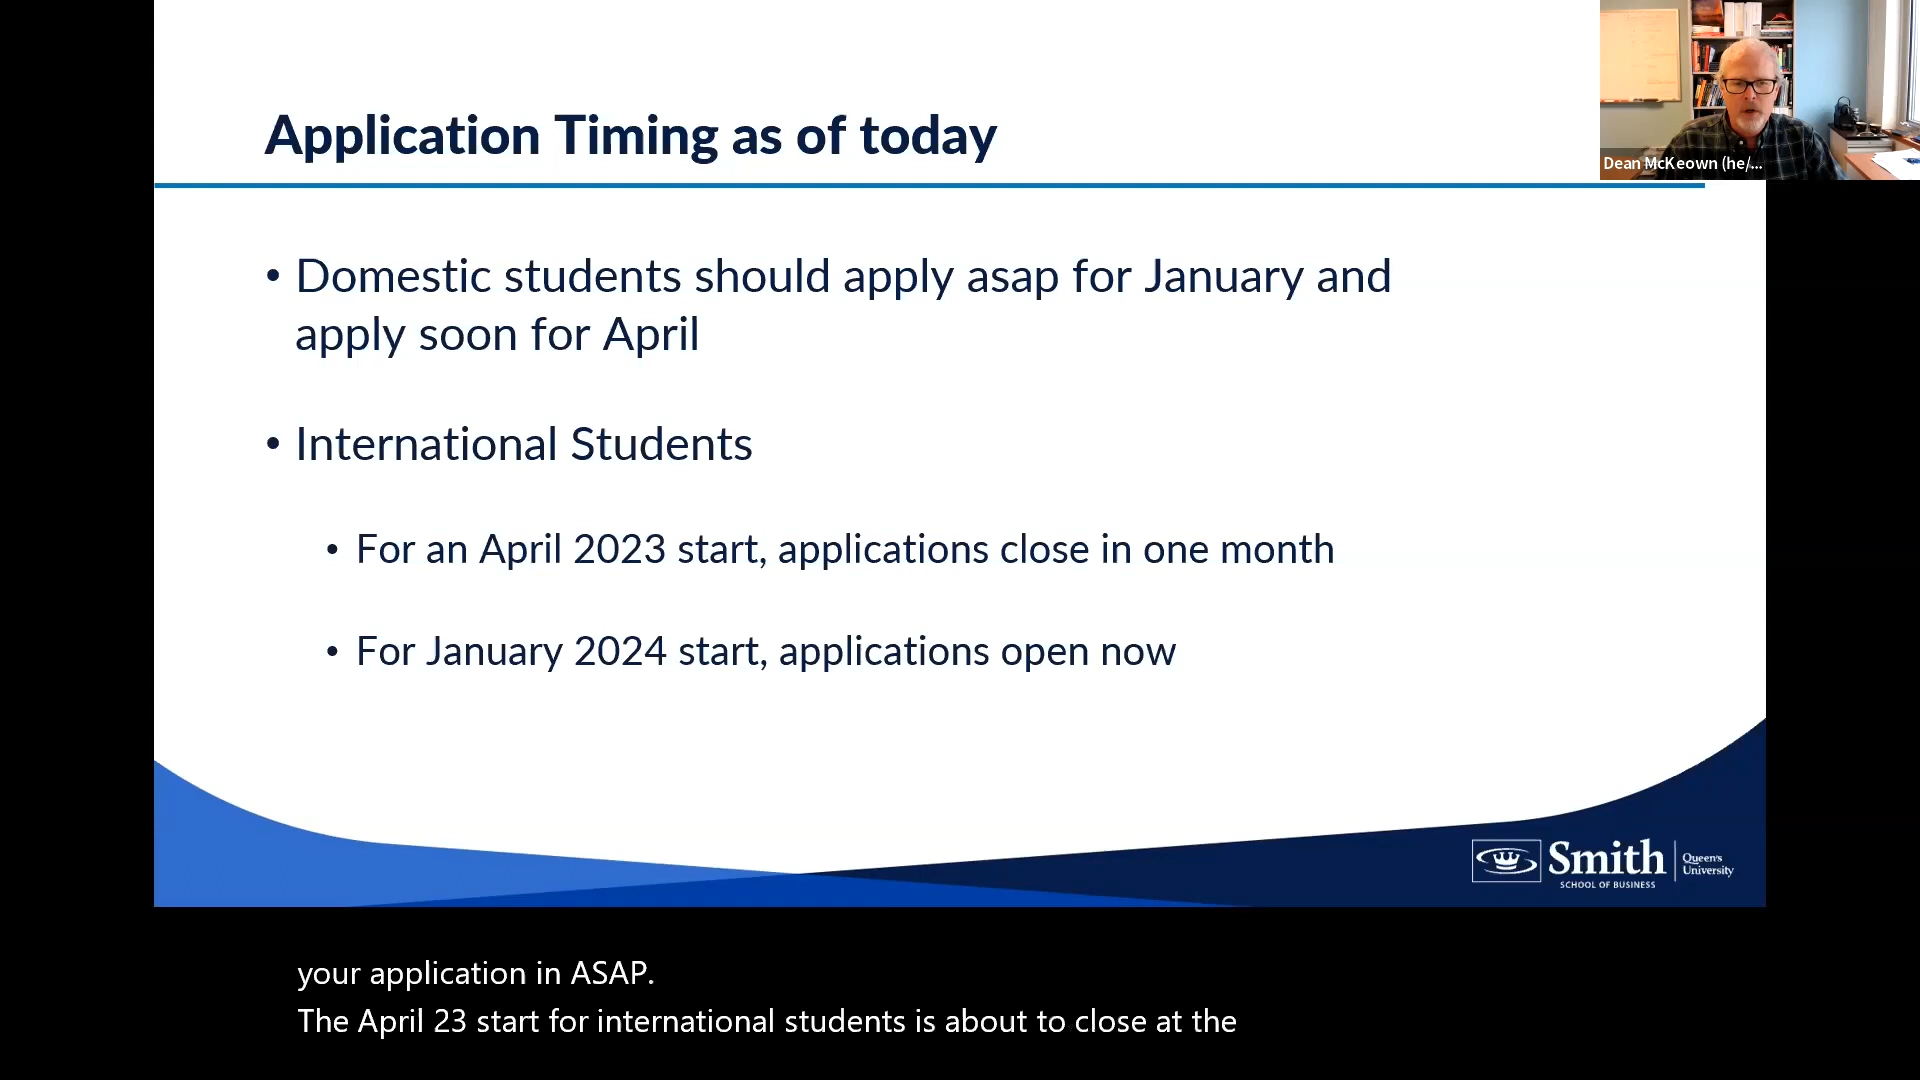 Application Timing as of today
Dean McKeown (he/...
• Domestic students should apply asap for January and
apply soon for April
• International Students
• For an April 2023 start, applications close in one month
• For January 2024 start, applications open now
Smith
SCHOOL OF BUSINESS
Queen's
University
your application in ASAP.
The April 23 start for international students is about to close at the